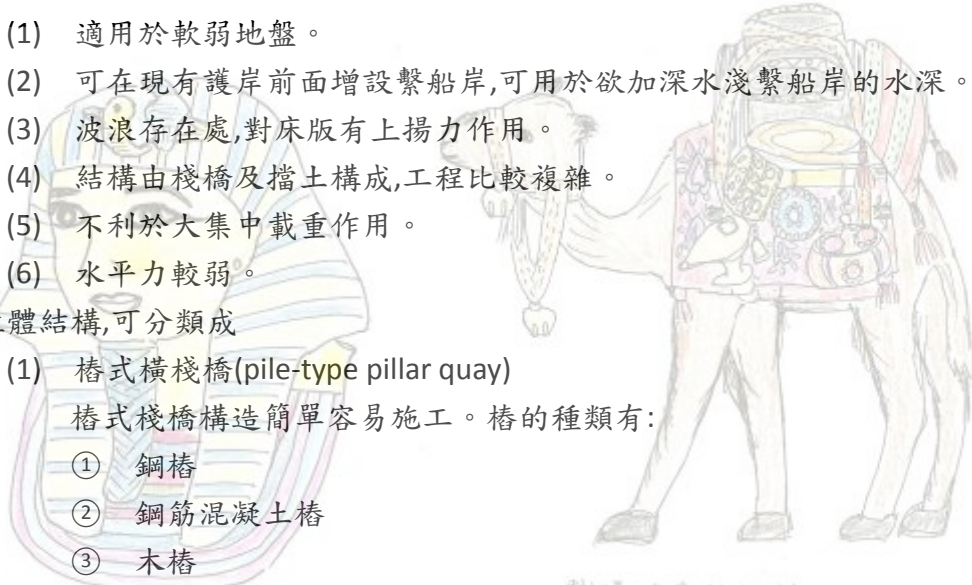 (1) 適用於軟弱地盤。
(2) 可在現有護岸前面增設繫船岸,可用於欲加深水淺繫船岸的水深。
(3) 波浪存在處,對床版有上揚力作用。
(4) 結構由棧橋及擋土構成,工程比較複雜。
(5) 不利於大集中載重作用。
(6) 水平力較弱。
體結構,可分類成
(1) 樁式橫棧橋(pile-type pillar quay)
樁式棧橋構造簡單容易施工。樁的種類有:
① 鋼樁
② 鋼筋混凝土樁
③ 木樁